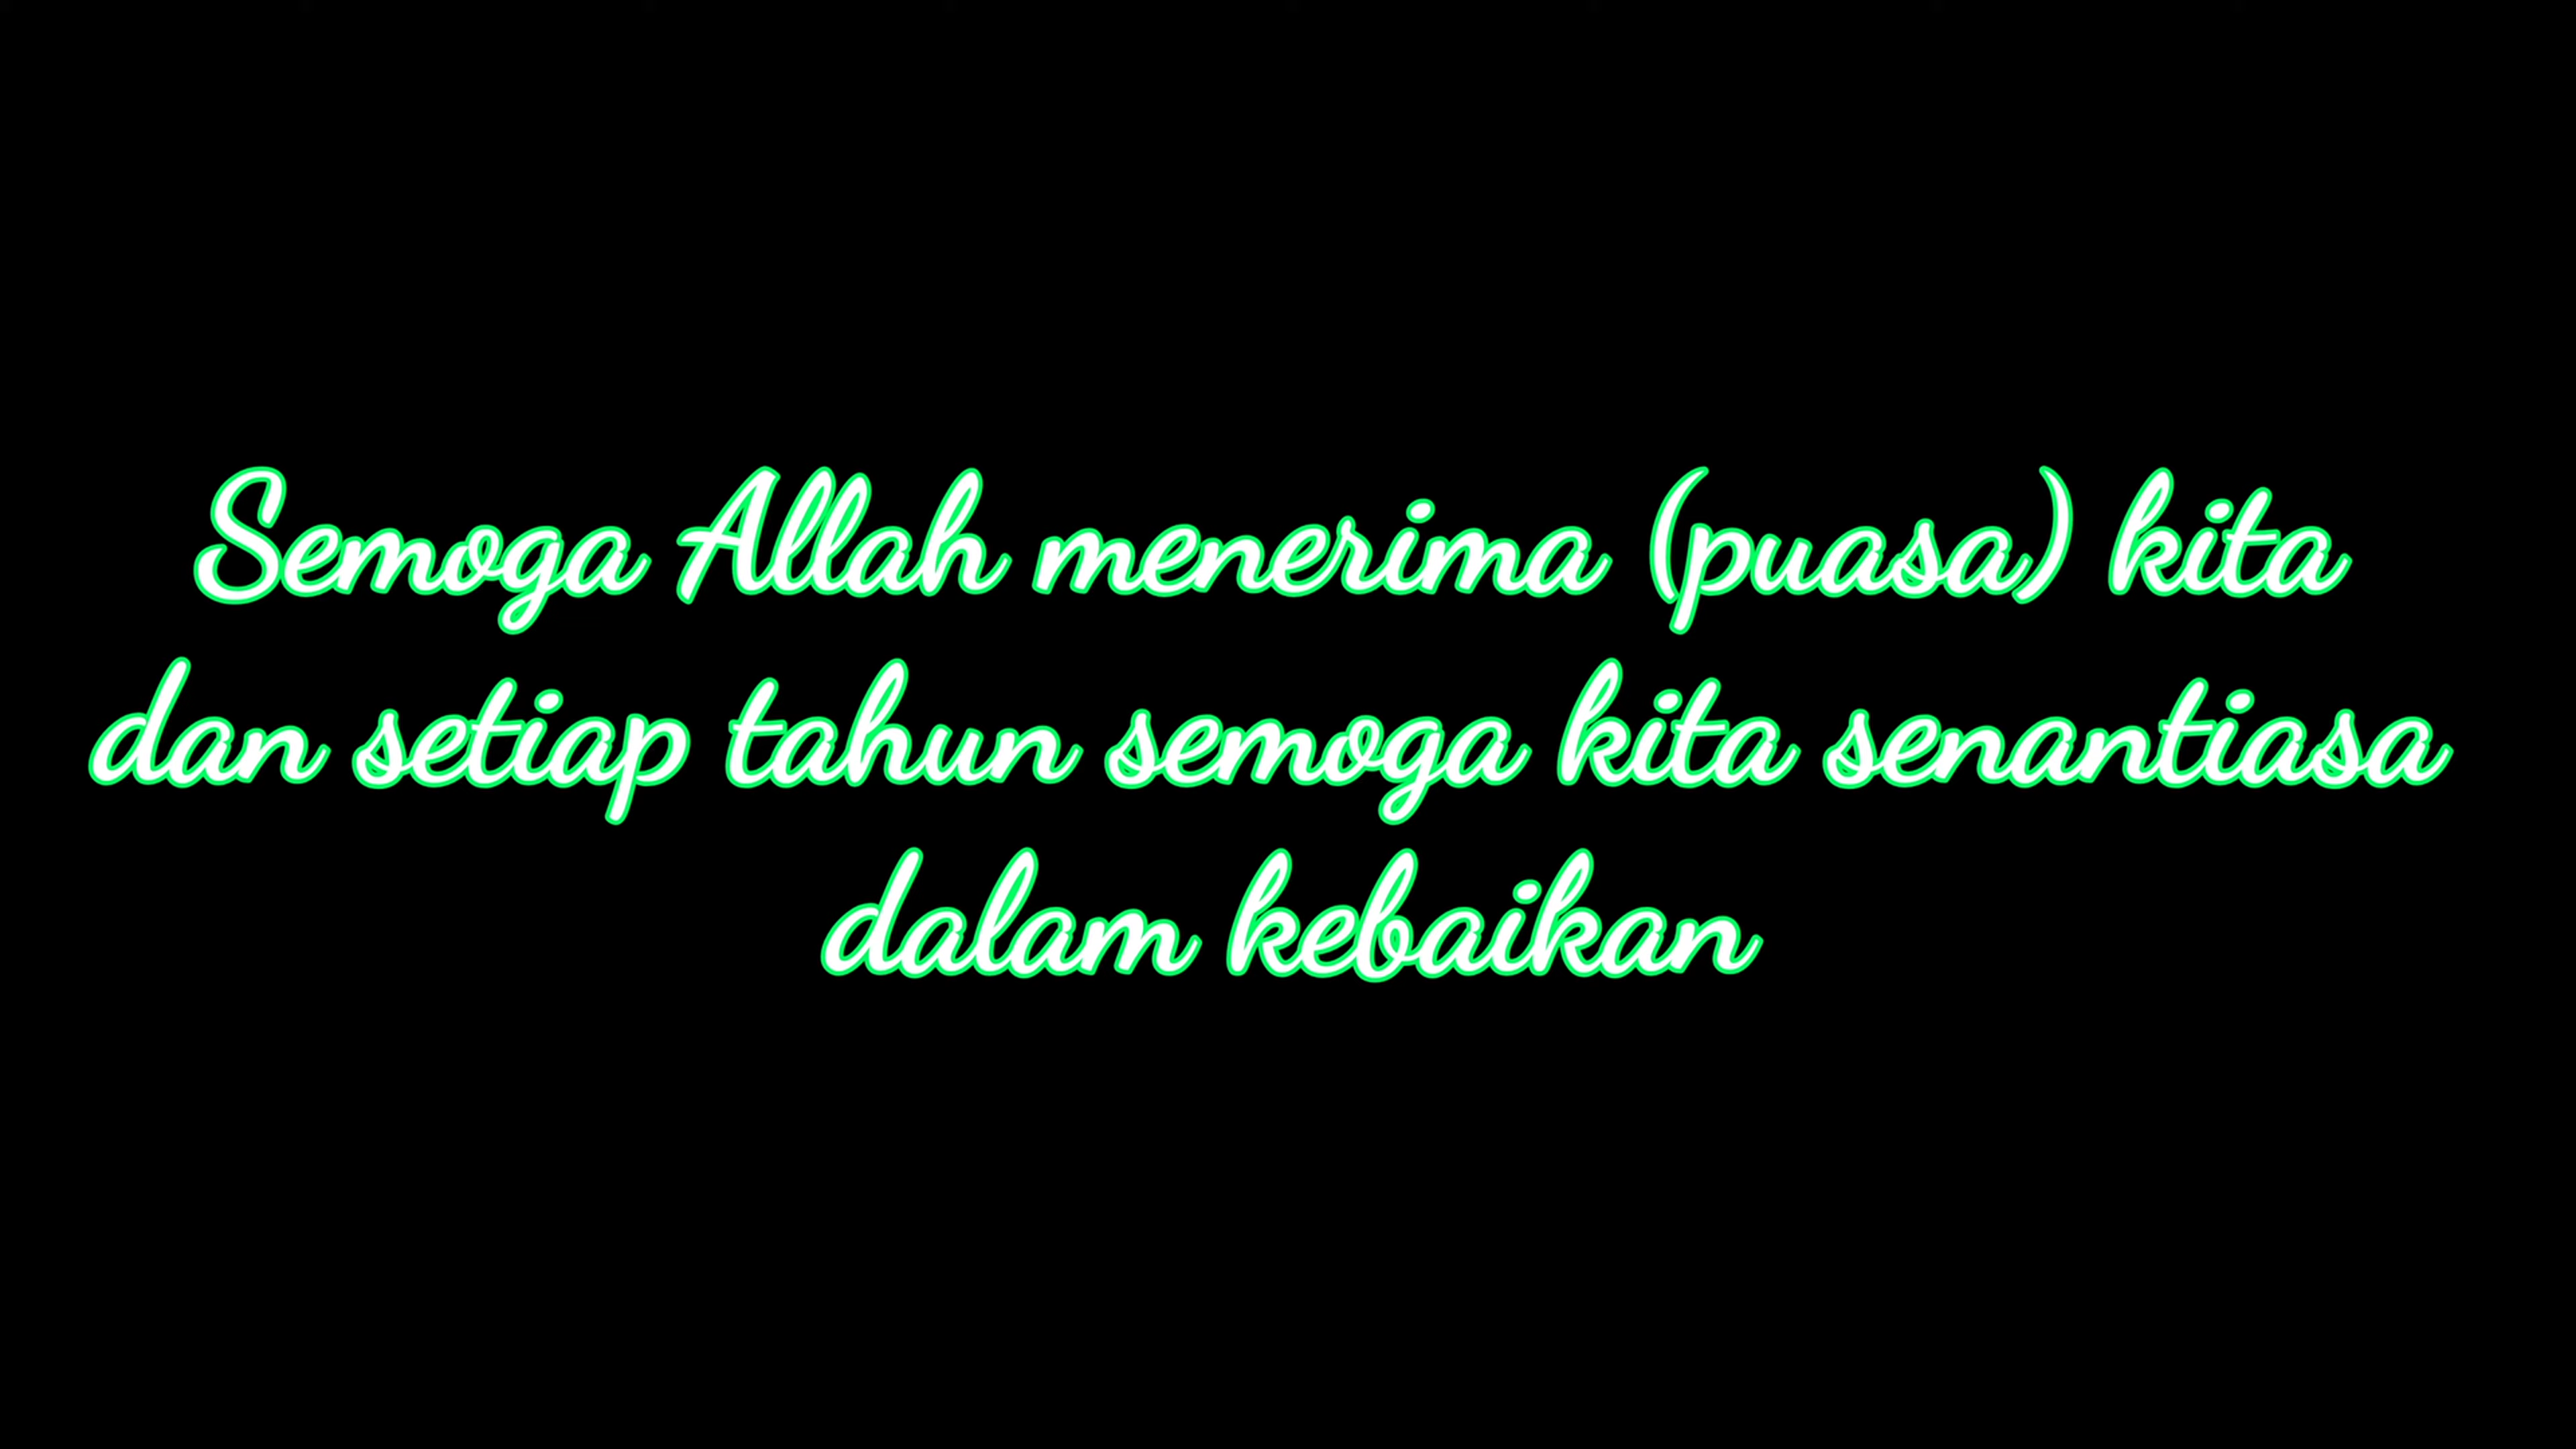 Semoga Allah menerima (puasa) kita
dan setiap tahun semoga kita senantiasa
dalam kebaikan